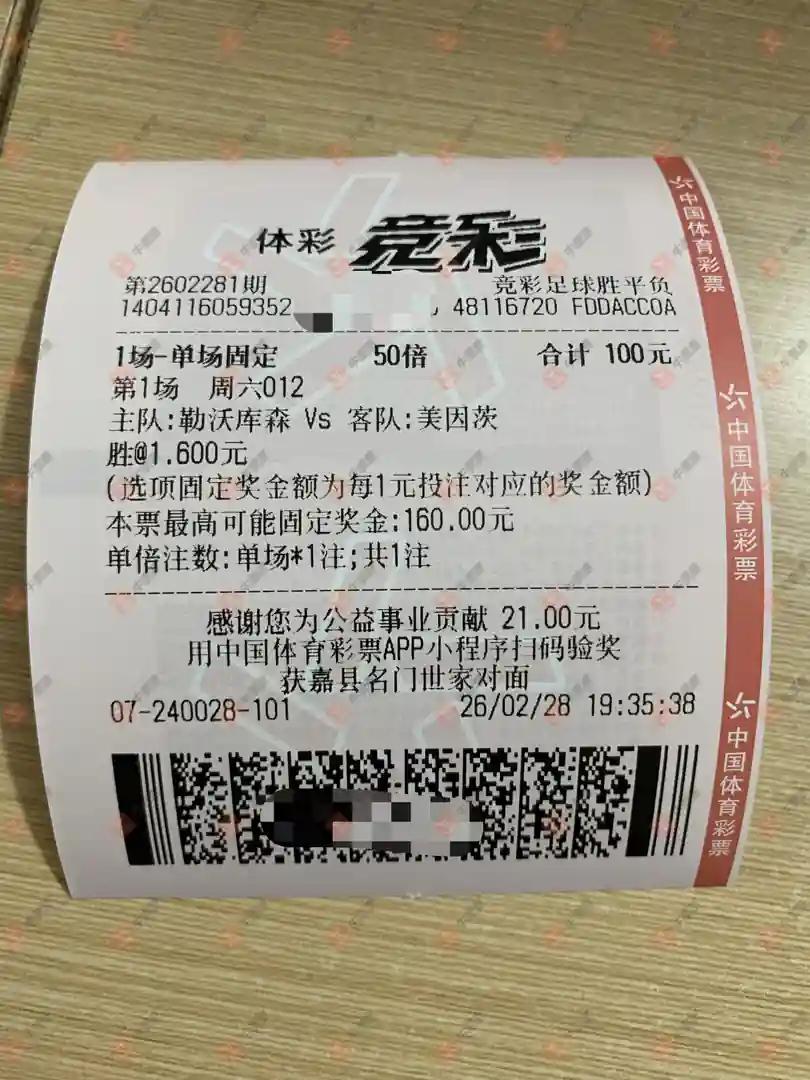 体彩 竞彩
第2602281期 竞彩足球胜平负
1404116059352 48116720 FDDACC0A
1场-单场固定 50倍 合计 100元
第1场 周六012
主队:勒沃库森 Vs 客队:美因茨
胜@1.600元
(选项固定奖金额为每1元投注对应的奖金额)
本票最高可能固定奖金:160.00元
单倍注数:单场*1注;共1注
感谢您为公益事业贡献 21.00元
用中国体育彩票APP小程序扫码验奖
获嘉县名门世家对面
07-240028-101 26/02/28 19:35:38
中国体育彩票
中国体育彩票
中国体育彩票